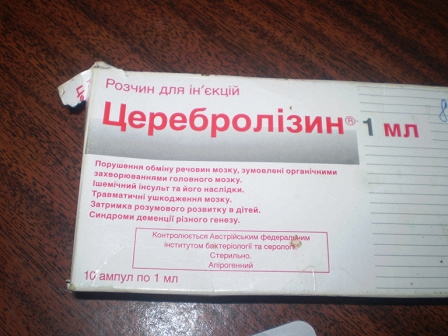 Розчин для ін'єкцій
Церебролізин® 1 мл
Порушення обміну речовин мозку, зумовлені органічними
захворюваннями головного мозку.
Ішемічний інсульт та його наслідки.
Травматичні ушкодження мозку.
Затримка розумового розвитку в дітей.
Синдроми деменції різного генезу.
Контролюється Австрійським федеральним
інститутом бактеріології та серології
Стерильно.
Апірогенний
10 ампул по 1 мл